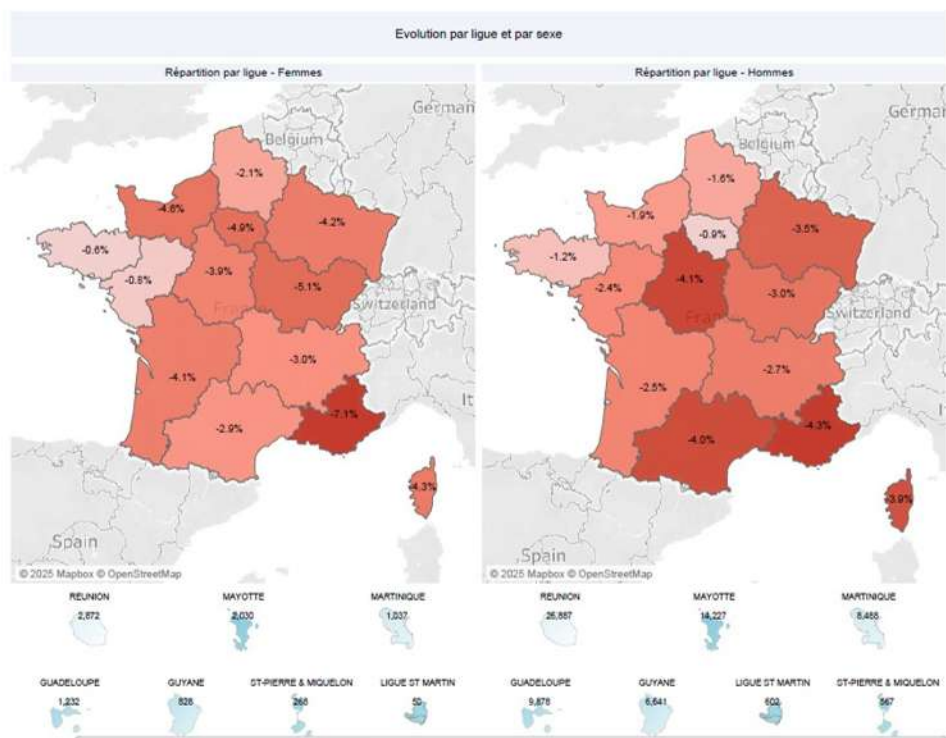 Evolution par ligue et par sexe
Répartition par ligue - Femmes
German
Belgium
-2.1%
-4.6%
-4.9%
-4.2%
-0.6%
-0.8%
-3.9%
-5.1%
Switzerland
-3.0%
-4.1%
-2.9%
-7.1%
-4.3%
Spain
© 2025 Mapbox © OpenStreetMap
REUNION
MAYOTTE
MARTINIQUE
2,872
2,030
1,037
GUADELOUPE
GUYANE
ST-PIERRE & MIQUELON
LIGUE ST MARTIN
1,232
828
268
50
Répartition par ligue - Hommes
Germa
Belgium
-1.6%
-1.9%
-0.9%
-3.5%
-1.2%
-2.4%
-4.1%
-3.0%
Switzerland
-2.7%
-2.5%
-4.0%
-4.3%
-3.9%
Spain
© 2025 Mapbox © OpenStreetMap
REUNION
MAYOTTE
MARTINIQUE
14,227
GUADELOUPE
GUYANE
LIGUE ST MARTIN
ST-PIERRE & MIQUELON
9,878
6,641
602
567